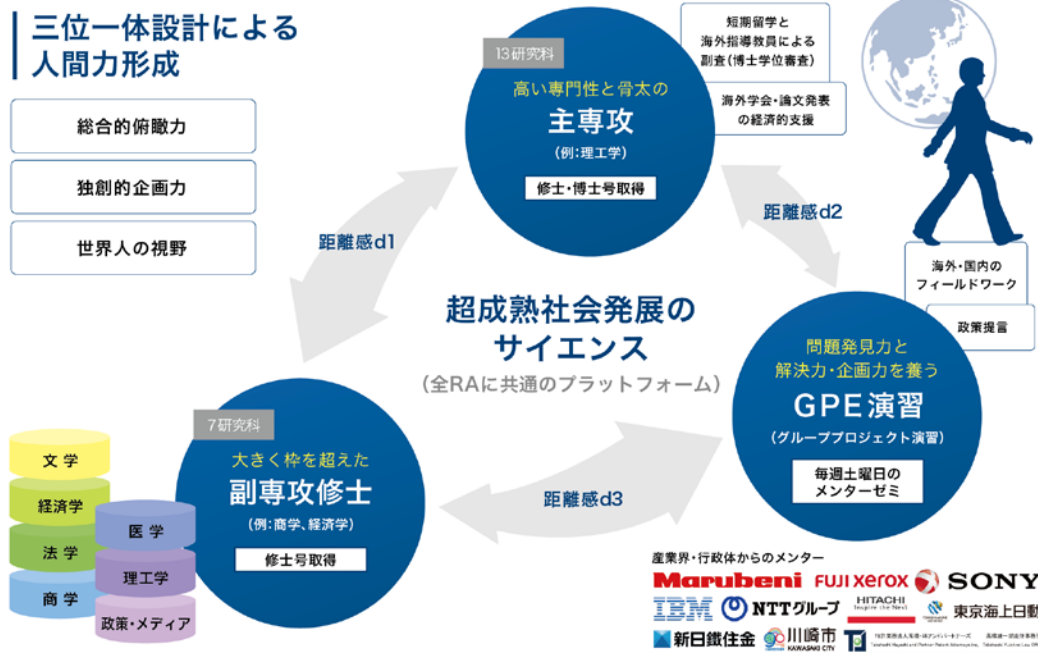 三位一体設計による
人間力形成
総合的俯瞰力
独創的企画力
世界人の視野
13研究科
高い専門性と骨太の
主専攻
(例:理工学)
修士・博士号取得
短期留学と
海外指導教員による
副査(博士学位審査)
海外学会・論文発表
の経済的支援
距離感d1
距離感d2
超成熟社会発展の
サイエンス
(全RAに共通のプラットフォーム)
海外・国内の
フィールドワーク
政策提言
問題発見力と
解決力・企画力を養う
GPE演習
(グループプロジェクト演習)
毎週土曜日の
メンターゼミ
7研究科
大きく枠を超えた
副専攻修士
(例:商学、経済学)
修士号取得
距離感d3
文 学
経済学
法 学
商 学
医 学
理工学
政策・メディア
産業界・行政体からのメンター
Marubeni FUJI xerox SONY
IBM NTTグループ HITACHI
Inspire the Next
東京海上日動
新日鐵住金 川崎市
KAWASAKI CITY